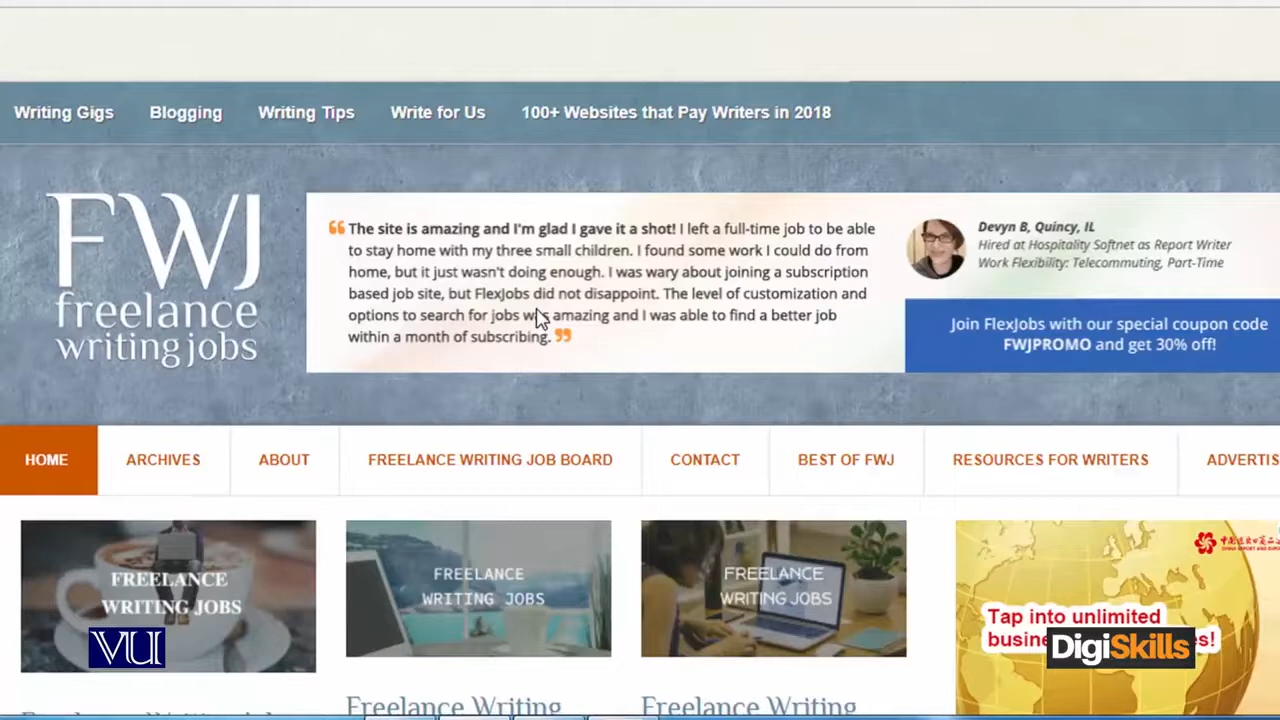 Writing Gigs Blogging Writing Tips Write for Us 100+ Websites that Pay Writers in 2018
FWJ
freelance
writing jobs
“ The site is amazing and I'm glad I gave it a shot! I left a full-time job to be able
to stay home with my three small children. I found some work I could do from
home, but it just wasn't doing enough. I was wary about joining a subscription
based job site, but FlexJobs did not disappoint. The level of customization and
options to search for jobs was amazing and I was able to find a better job
within a month of subscribing. ”
Devyn B, Quincy, IL
Hired at Hospitality Softnet as Report Writer
Work Flexibility: Telecommuting, Part-Time
Join FlexJobs with our special coupon code
FWJPROMO and get 30% off!
HOME ARCHIVES ABOUT FREELANCE WRITING JOB BOARD CONTACT BEST OF FWJ RESOURCES FOR WRITERS ADVERTIS
FREELANCE
WRITING JOBS
FREELANCE
WRITING JOBS
FREELANCE
WRITING JOBS
Tap into unlimited
VU
DigiSkills
Freelance Writing
Freelance Writing